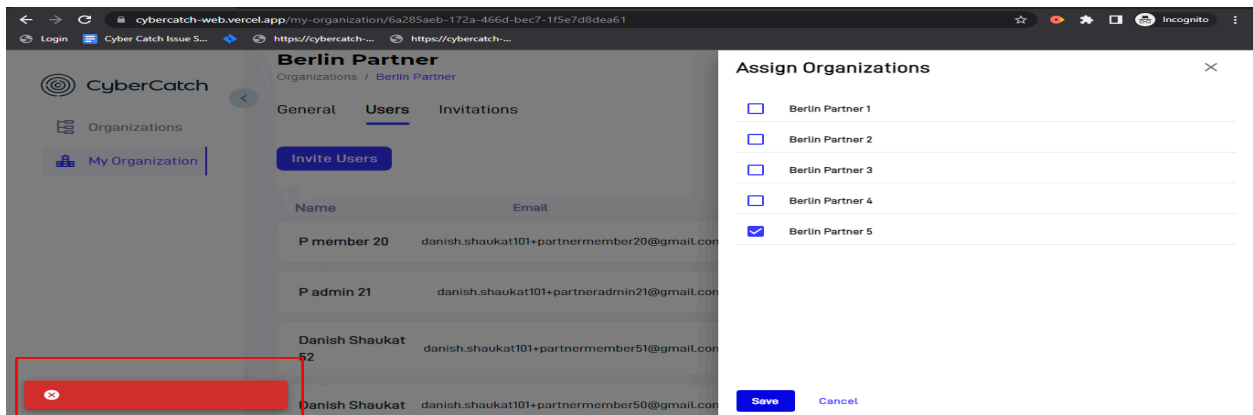 cybercatch-web.vercel.app/my-organization/6a285aeb-172a-466d-bec7-1f5e7d8dea61
Incognito
Login
Cyber Catch Issue S...
https://cybercatch-...
https://cybercatch-...
CyberCatch
Organizations
My Organization
Berlin Partner
Organizations / Berlin Partner
General Users Invitations
Invite Users
Name Email
P member 20 danish.shaukat101+partnermember20@gmail.con
P admin 21 danish.shaukat101+partneradmin21@gmail.con
Danish Shaukat
52
danish.shaukat101+partnermember51@gmail.con
Danish Shaukat danish.shaukat101+partnermember50@gmail.con
Assign Organizations
Berlin Partner 1
Berlin Partner 2
Berlin Partner 3
Berlin Partner 4
Berlin Partner 5
Save Cancel